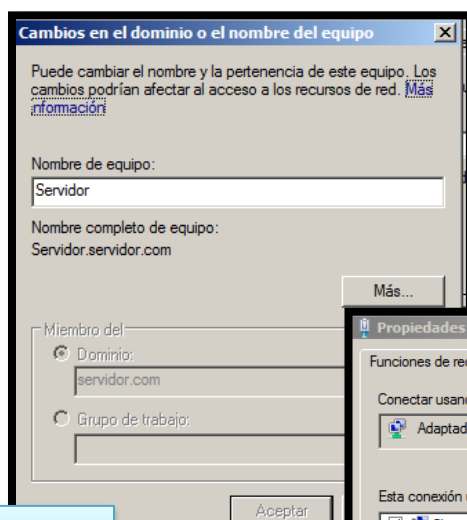 Cambios en el dominio o el nombre del equipo
Puede cambiar el nombre y la pertenencia de este equipo. Los
cambios podrían afectar al acceso a los recursos de red. Más
información
Nombre de equipo:
Servidor
Nombre completo de equipo:
Servidor.servidor.com
Más...
Miembro del
Dominio:
servidor.com
Grupo de trabajo:
Aceptar
Propiedades
Funciones de re
Conectar usan
Adaptad
Esta conexión